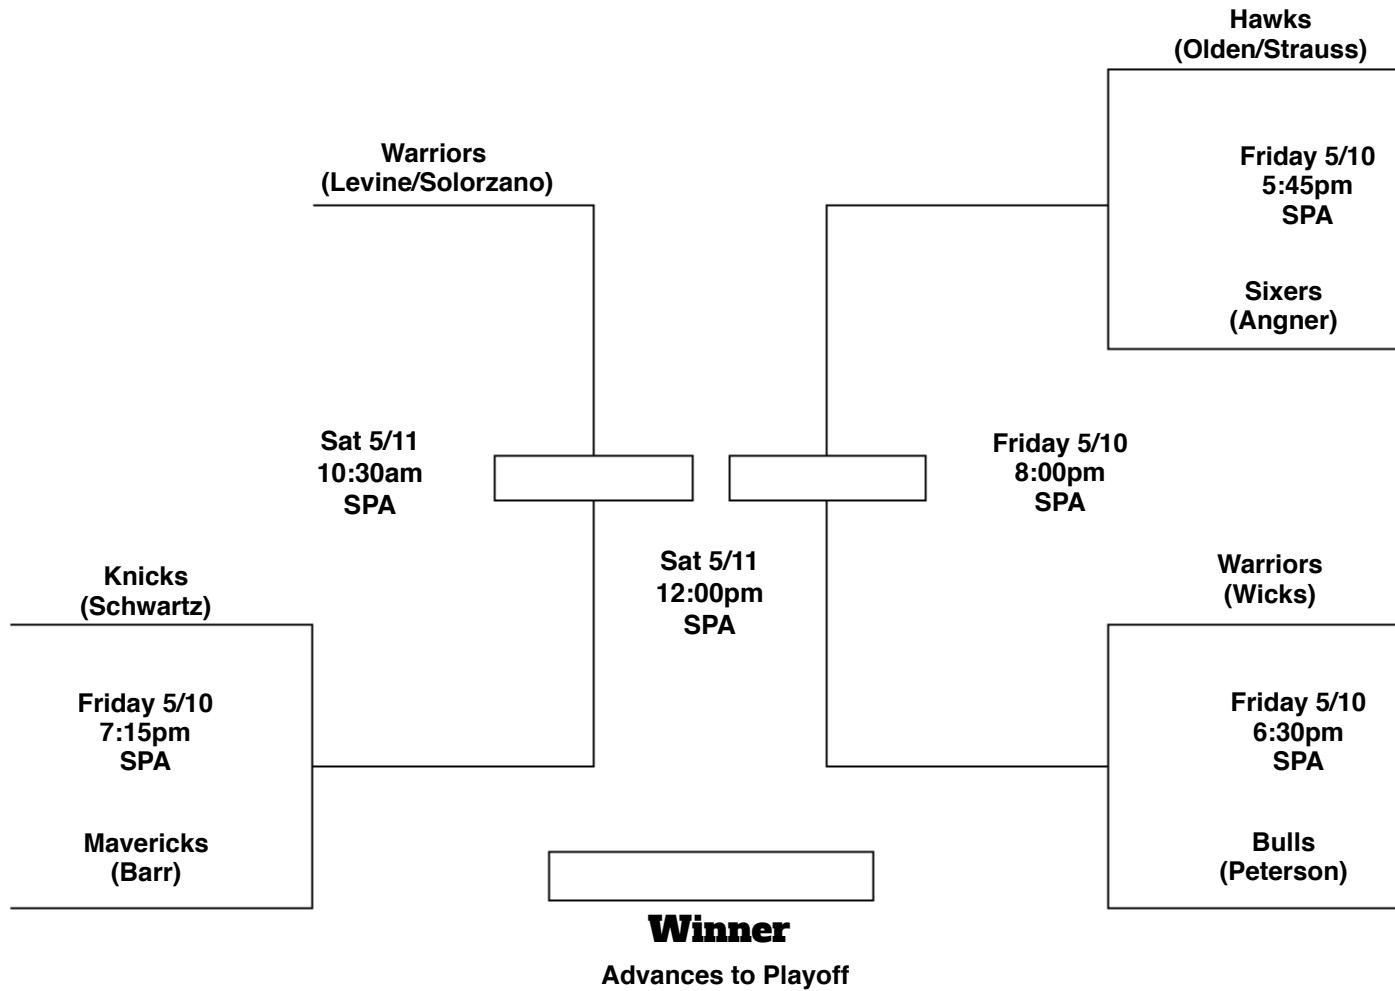 Hawks
(Olden/Strauss)
Friday 5/10
5:45pm
SPA
Sixers
(Angner)
Warriors
(Levine/Solorzano)
Sat 5/11
10:30am
SPA
Friday 5/10
8:00pm
SPA
Sat 5/11
12:00pm
SPA
Knicks
(Schwartz)
Friday 5/10
7:15pm
SPA
Mavericks
(Barr)
Warriors
(Wicks)
Friday 5/10
6:30pm
SPA
Bulls
(Peterson)
Winner
Advances to Playoff